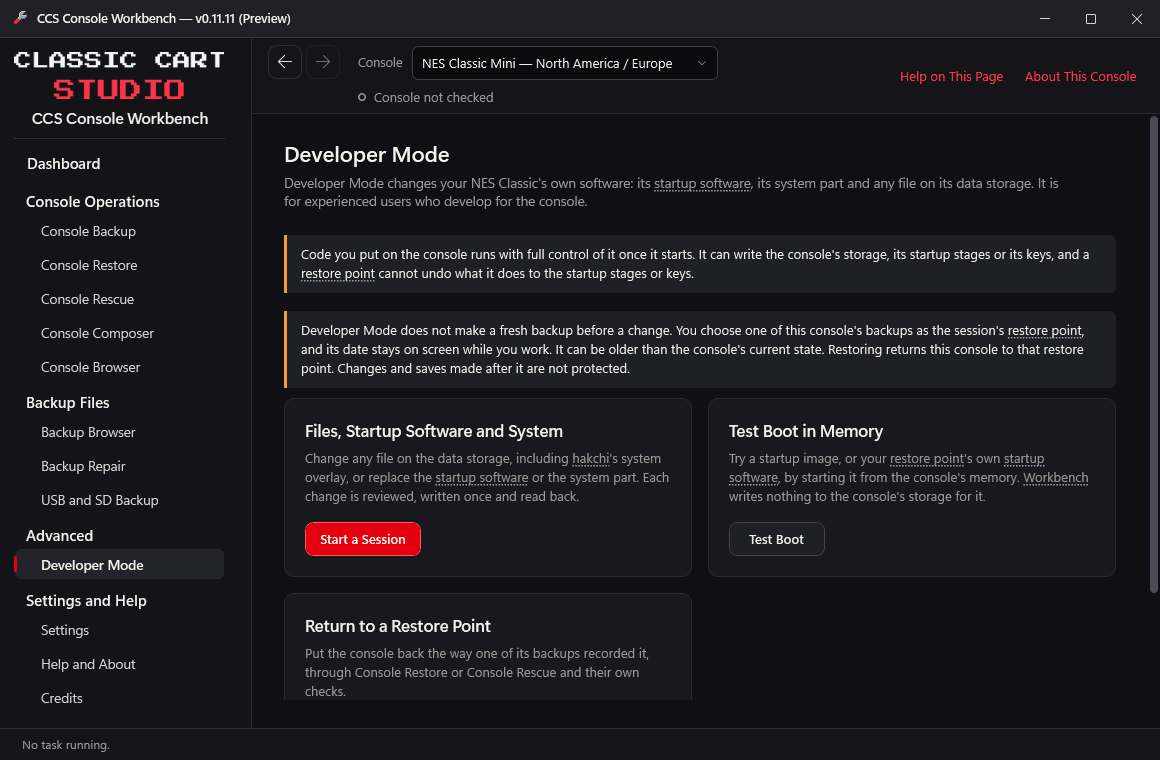 CCS Console Workbench — v0.11.11 (Preview)
CLASSIC CART
STUDIO
CCS Console Workbench
Dashboard
Console Operations
Console Backup
Console Restore
Console Rescue
Console Composer
Console Browser
Backup Files
Backup Browser
Backup Repair
USB and SD Backup
Advanced
Developer Mode
Settings and Help
Settings
Help and About
Credits
Console
NES Classic Mini — North America / Europe
Console not checked
Help on This Page
About This Console
Developer Mode
Developer Mode changes your NES Classic's own software: its startup software, its system part and any file on its data storage. It is
for experienced users who develop for the console.
Code you put on the console runs with full control of it once it starts. It can write the console's storage, its startup stages or its keys, and a
restore point cannot undo what it does to the startup stages or keys.
Developer Mode does not make a fresh backup before a change. You choose one of this console's backups as the session's restore point,
and its date stays on screen while you work. It can be older than the console's current state. Restoring returns this console to that restore
point. Changes and saves made after it are not protected.
Files, Startup Software and System
Change any file on the data storage, including hakchi's system
overlay, or replace the startup software or the system part. Each
change is reviewed, written once and read back.
Start a Session
Test Boot in Memory
Try a startup image, or your restore point's own startup
software, by starting it from the console's memory. Workbench
writes nothing to the console's storage for it.
Test Boot
Return to a Restore Point
Put the console back the way one of its backups recorded it,
through Console Restore or Console Rescue and their own
checks.
No task running.